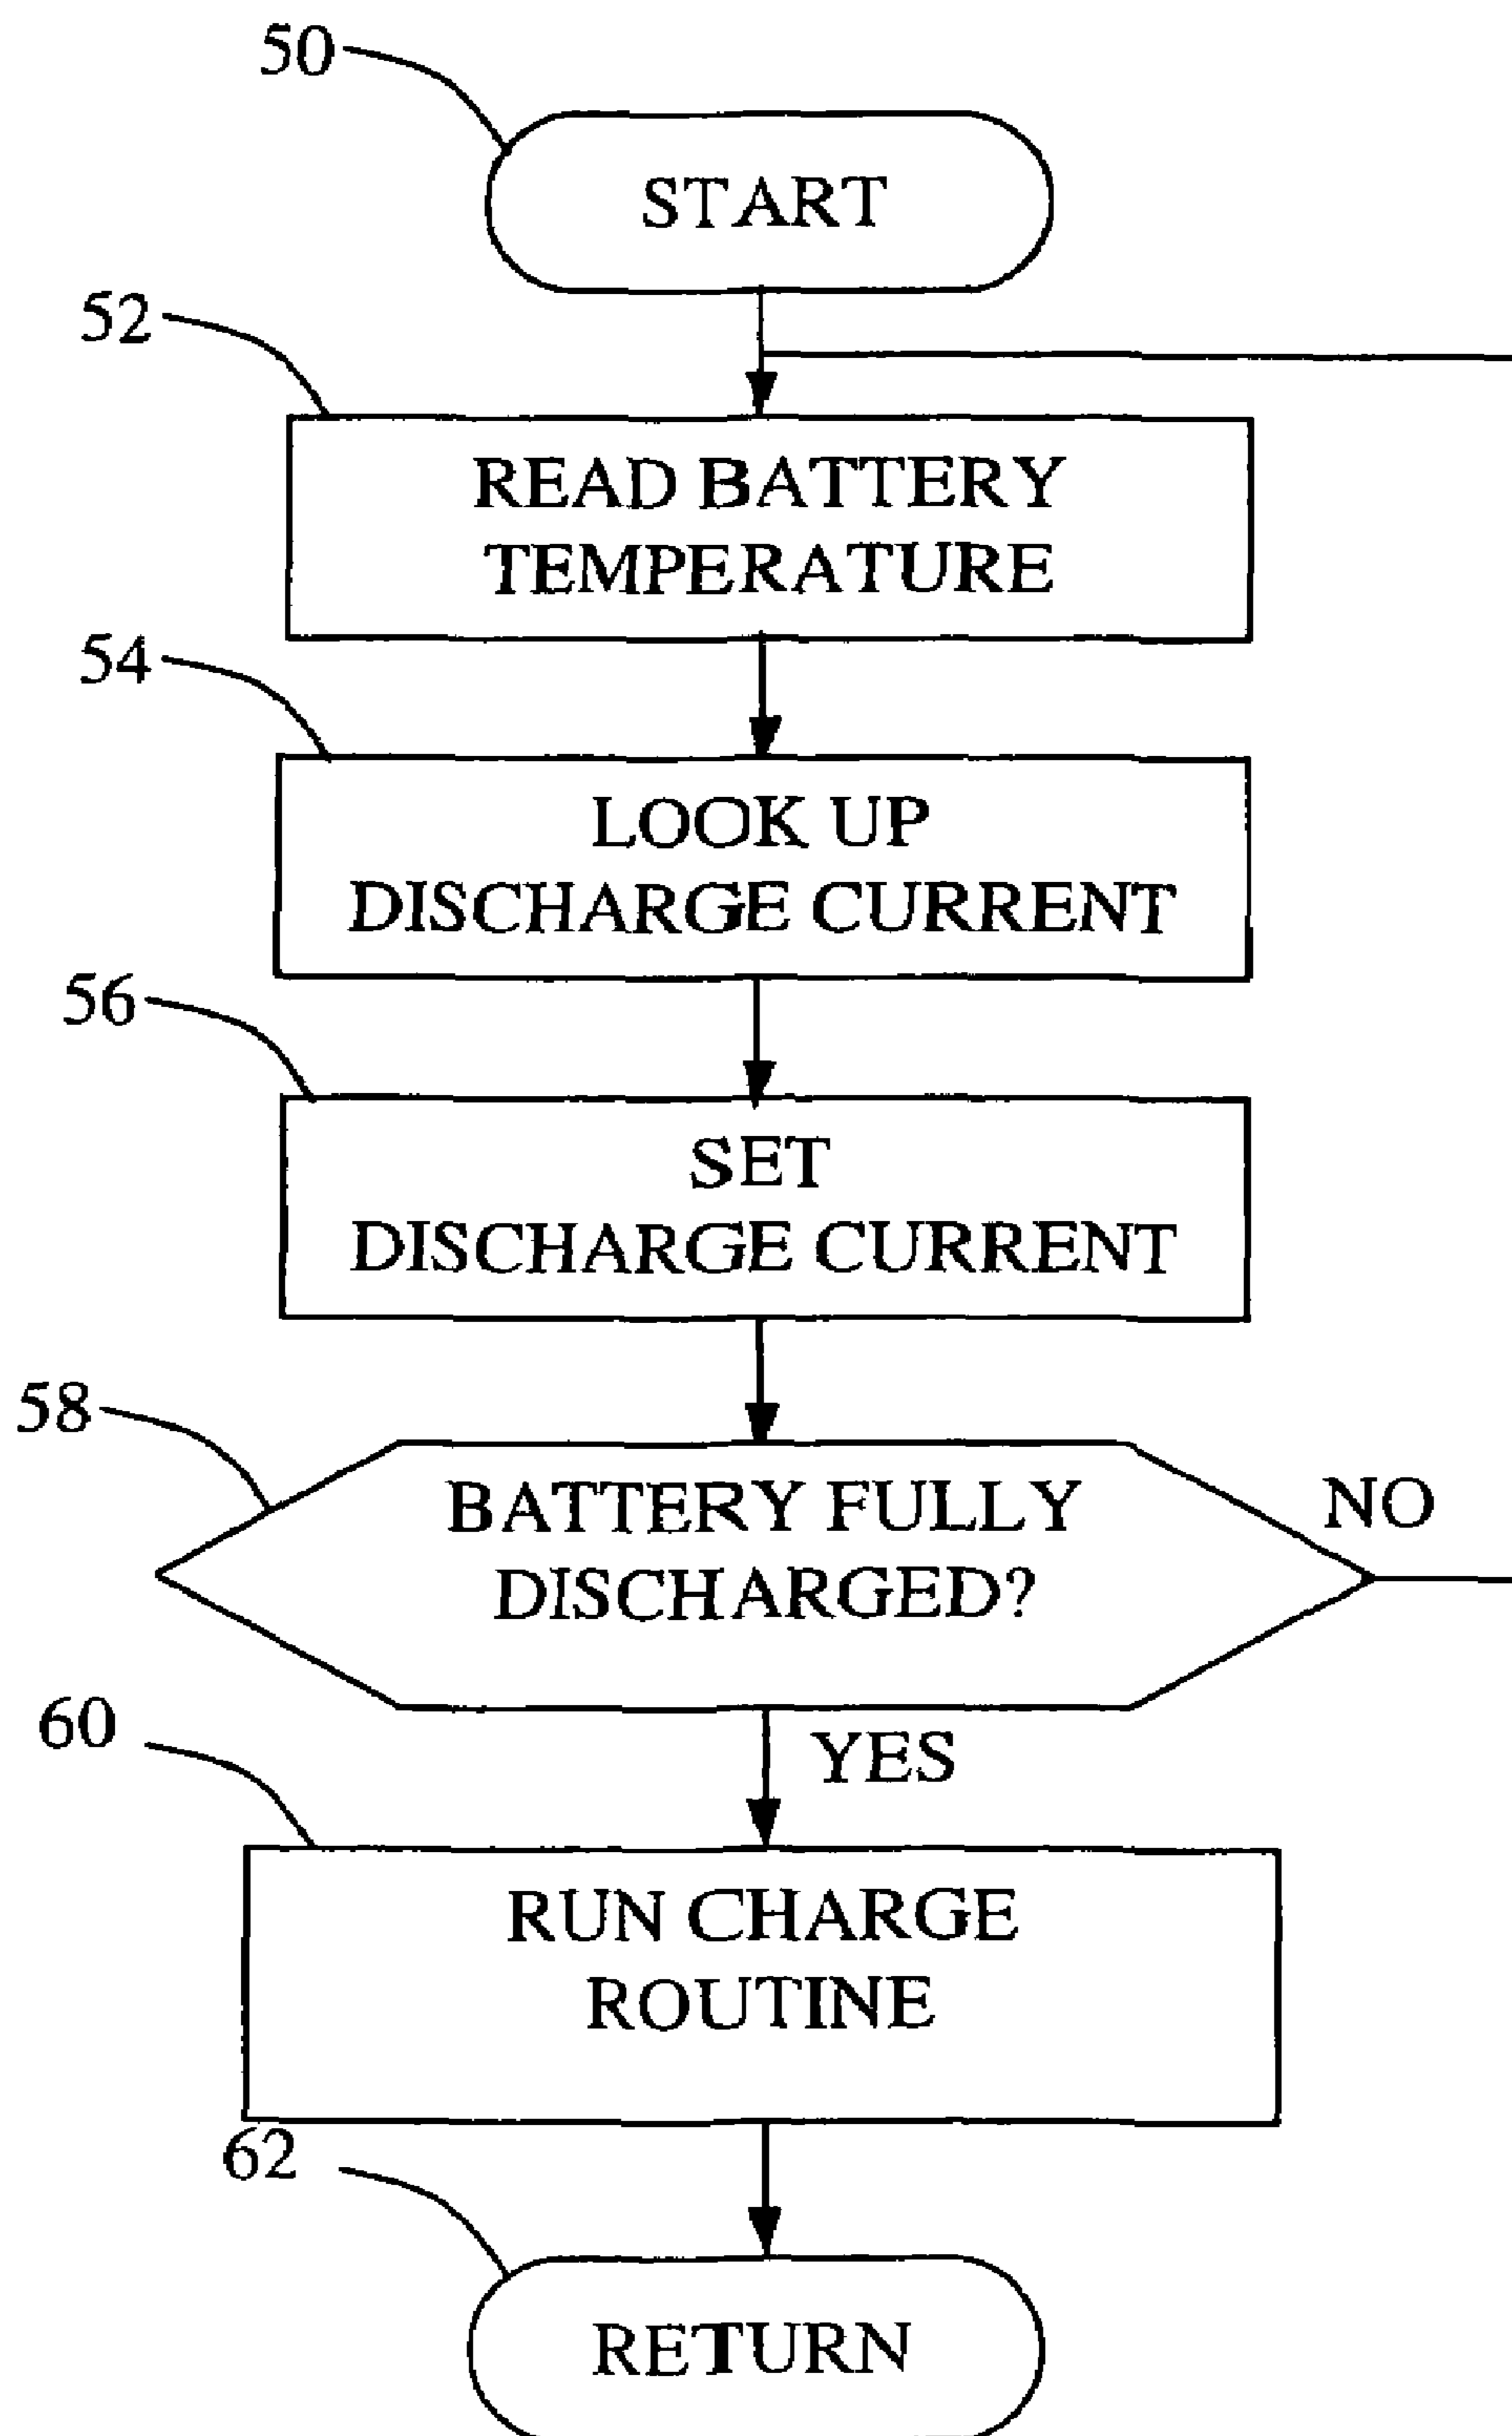 50
START
52
READ BATTERY
TEMPERATURE
54
LOOK UP
DISCHARGE CURRENT
56
SET
DISCHARGE CURRENT
58
BATTERY FULLY
DISCHARGED?
NO
YES
60
RUN CHARGE
ROUTINE
62
RETURN